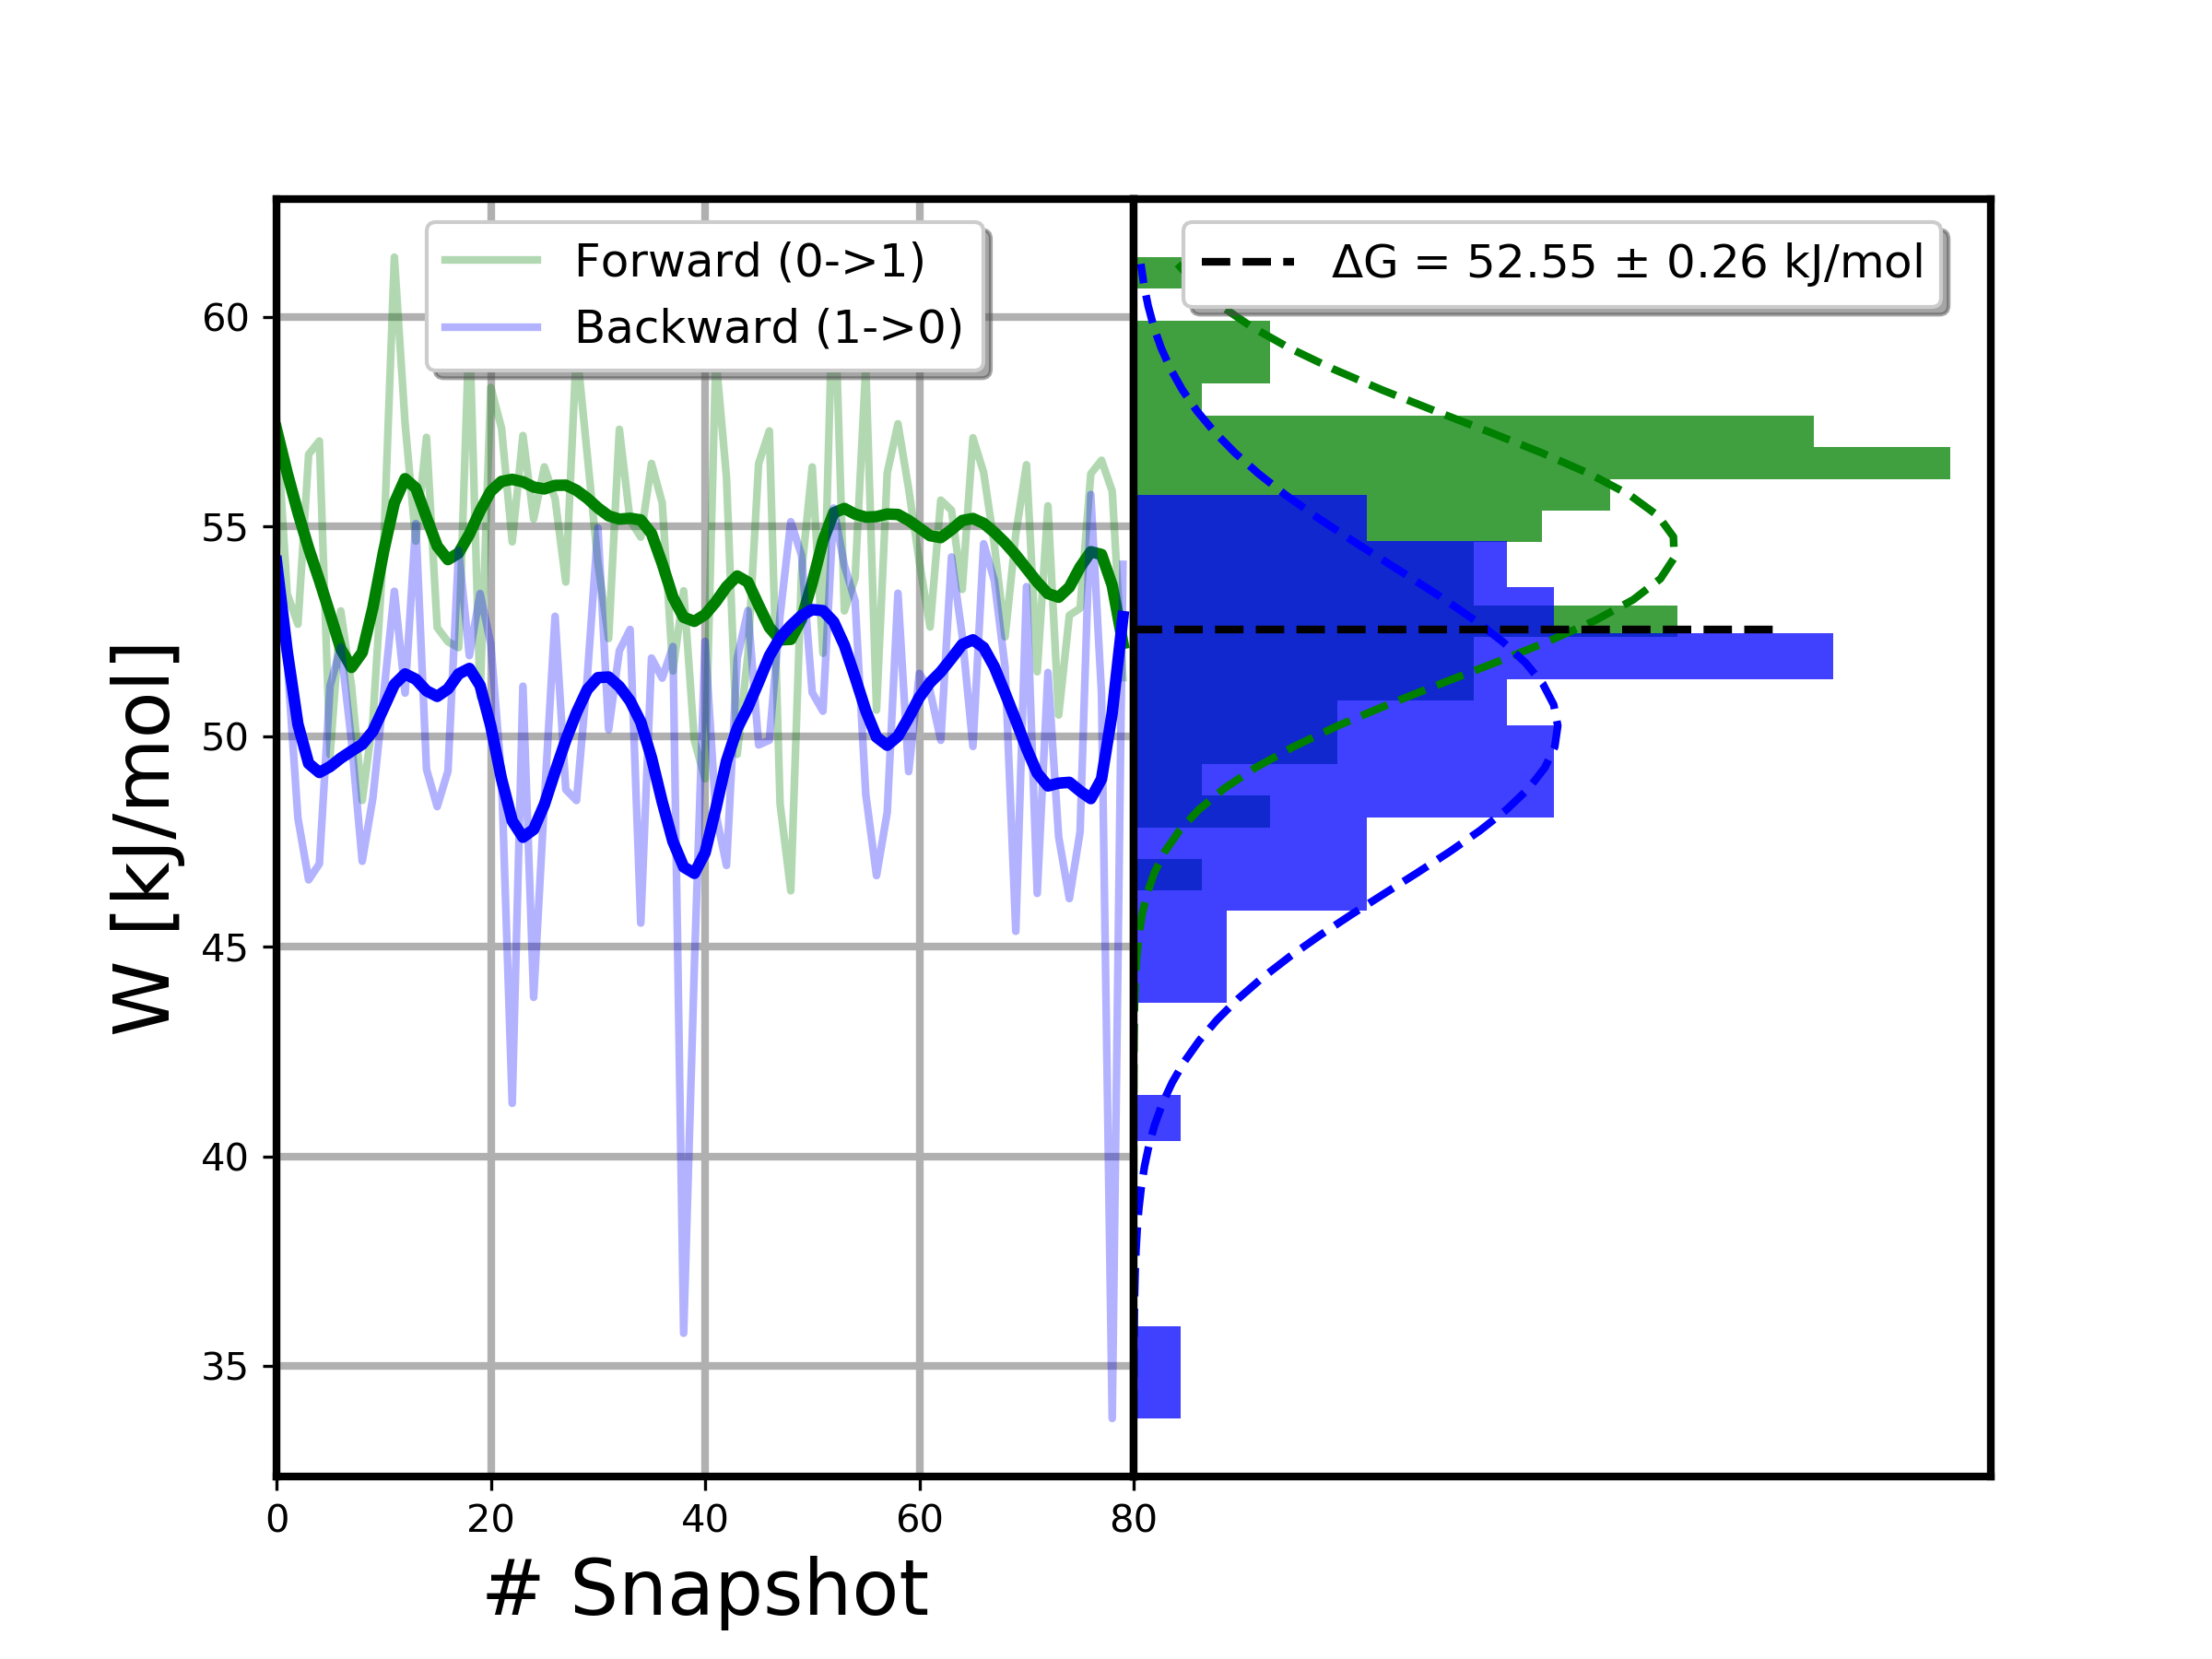 Forward (0->1)
Backward (1->0)
ΔG = 52.55 ± 0.26 kJ/mol
W [kJ/mol]
60
55
50
45
40
35
0 20 40 60 80
# Snapshot